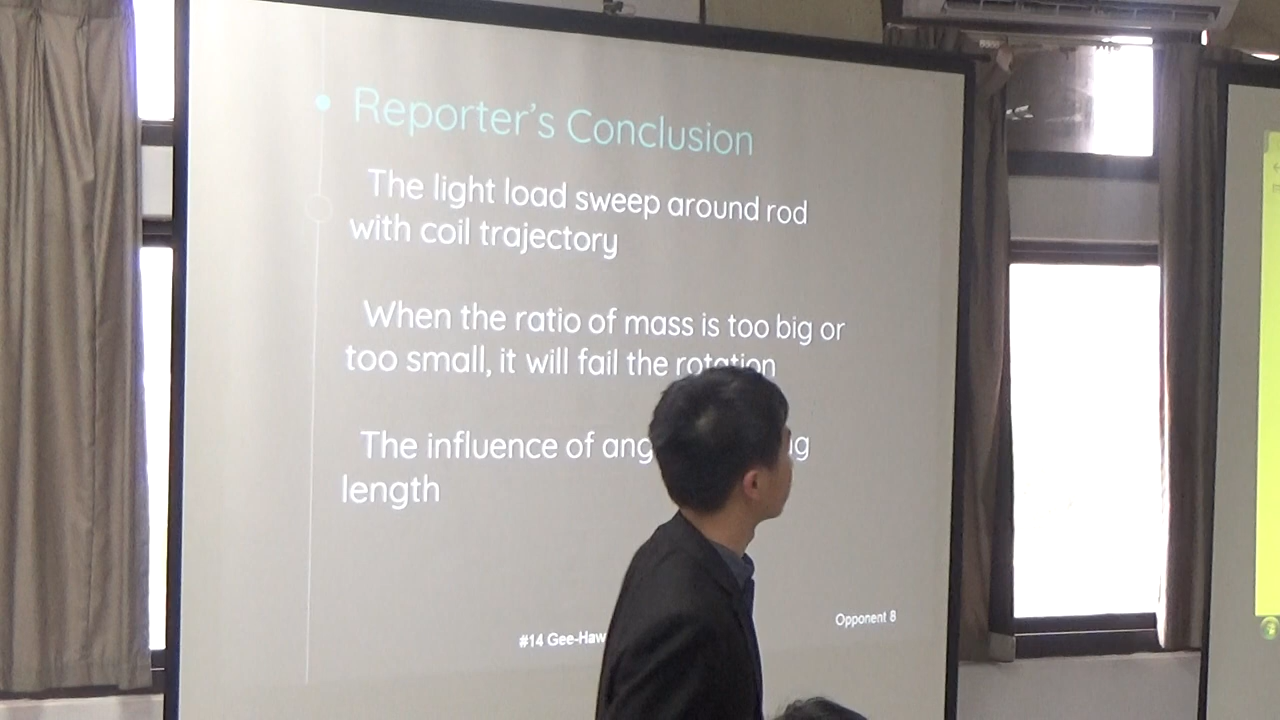 Reporter's Conclusion
The light load sweep around rod
with coil trajectory
When the ratio of mass is too big or
too small, it will fail the rotation
The influence of
length
#14 Gee-Haw
Opponent 8